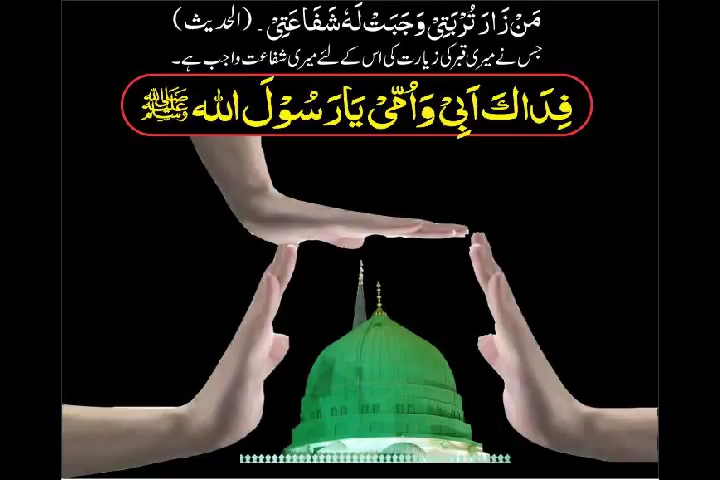 مَنْ زَارَ تُرْبَتِیْ وَجَبَتْ لَهٗ شَفَاعَتِیْ۔ (الحدیث)
جس نے میری قبر کی زیارت کی اس کے لئے میری شفاعت واجب ہے۔
فِدَاكَ اَبِیْ وَاُمِّیْ یَارَسُوْلَ الله ﷺ